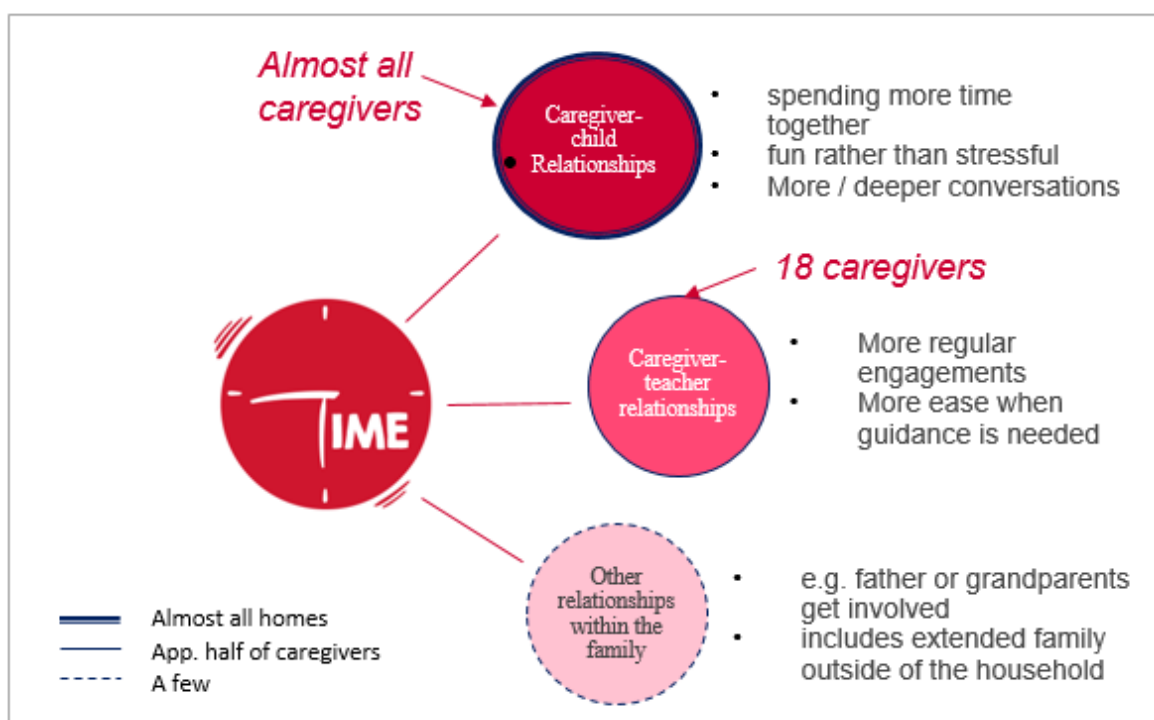 Almost all
caregivers
Caregiver-
child
Relationships
• spending more time
together
• fun rather than stressful
• More / deeper conversations
18 caregivers
Caregiver-
teacher
relationships
• More regular
engagements
• More ease when
guidance is needed
TIME
Other
relationships
within the
family
• e.g. father or grandparents
get involved
• includes extended family
outside of the household
Almost all homes
App. half of caregivers
A few